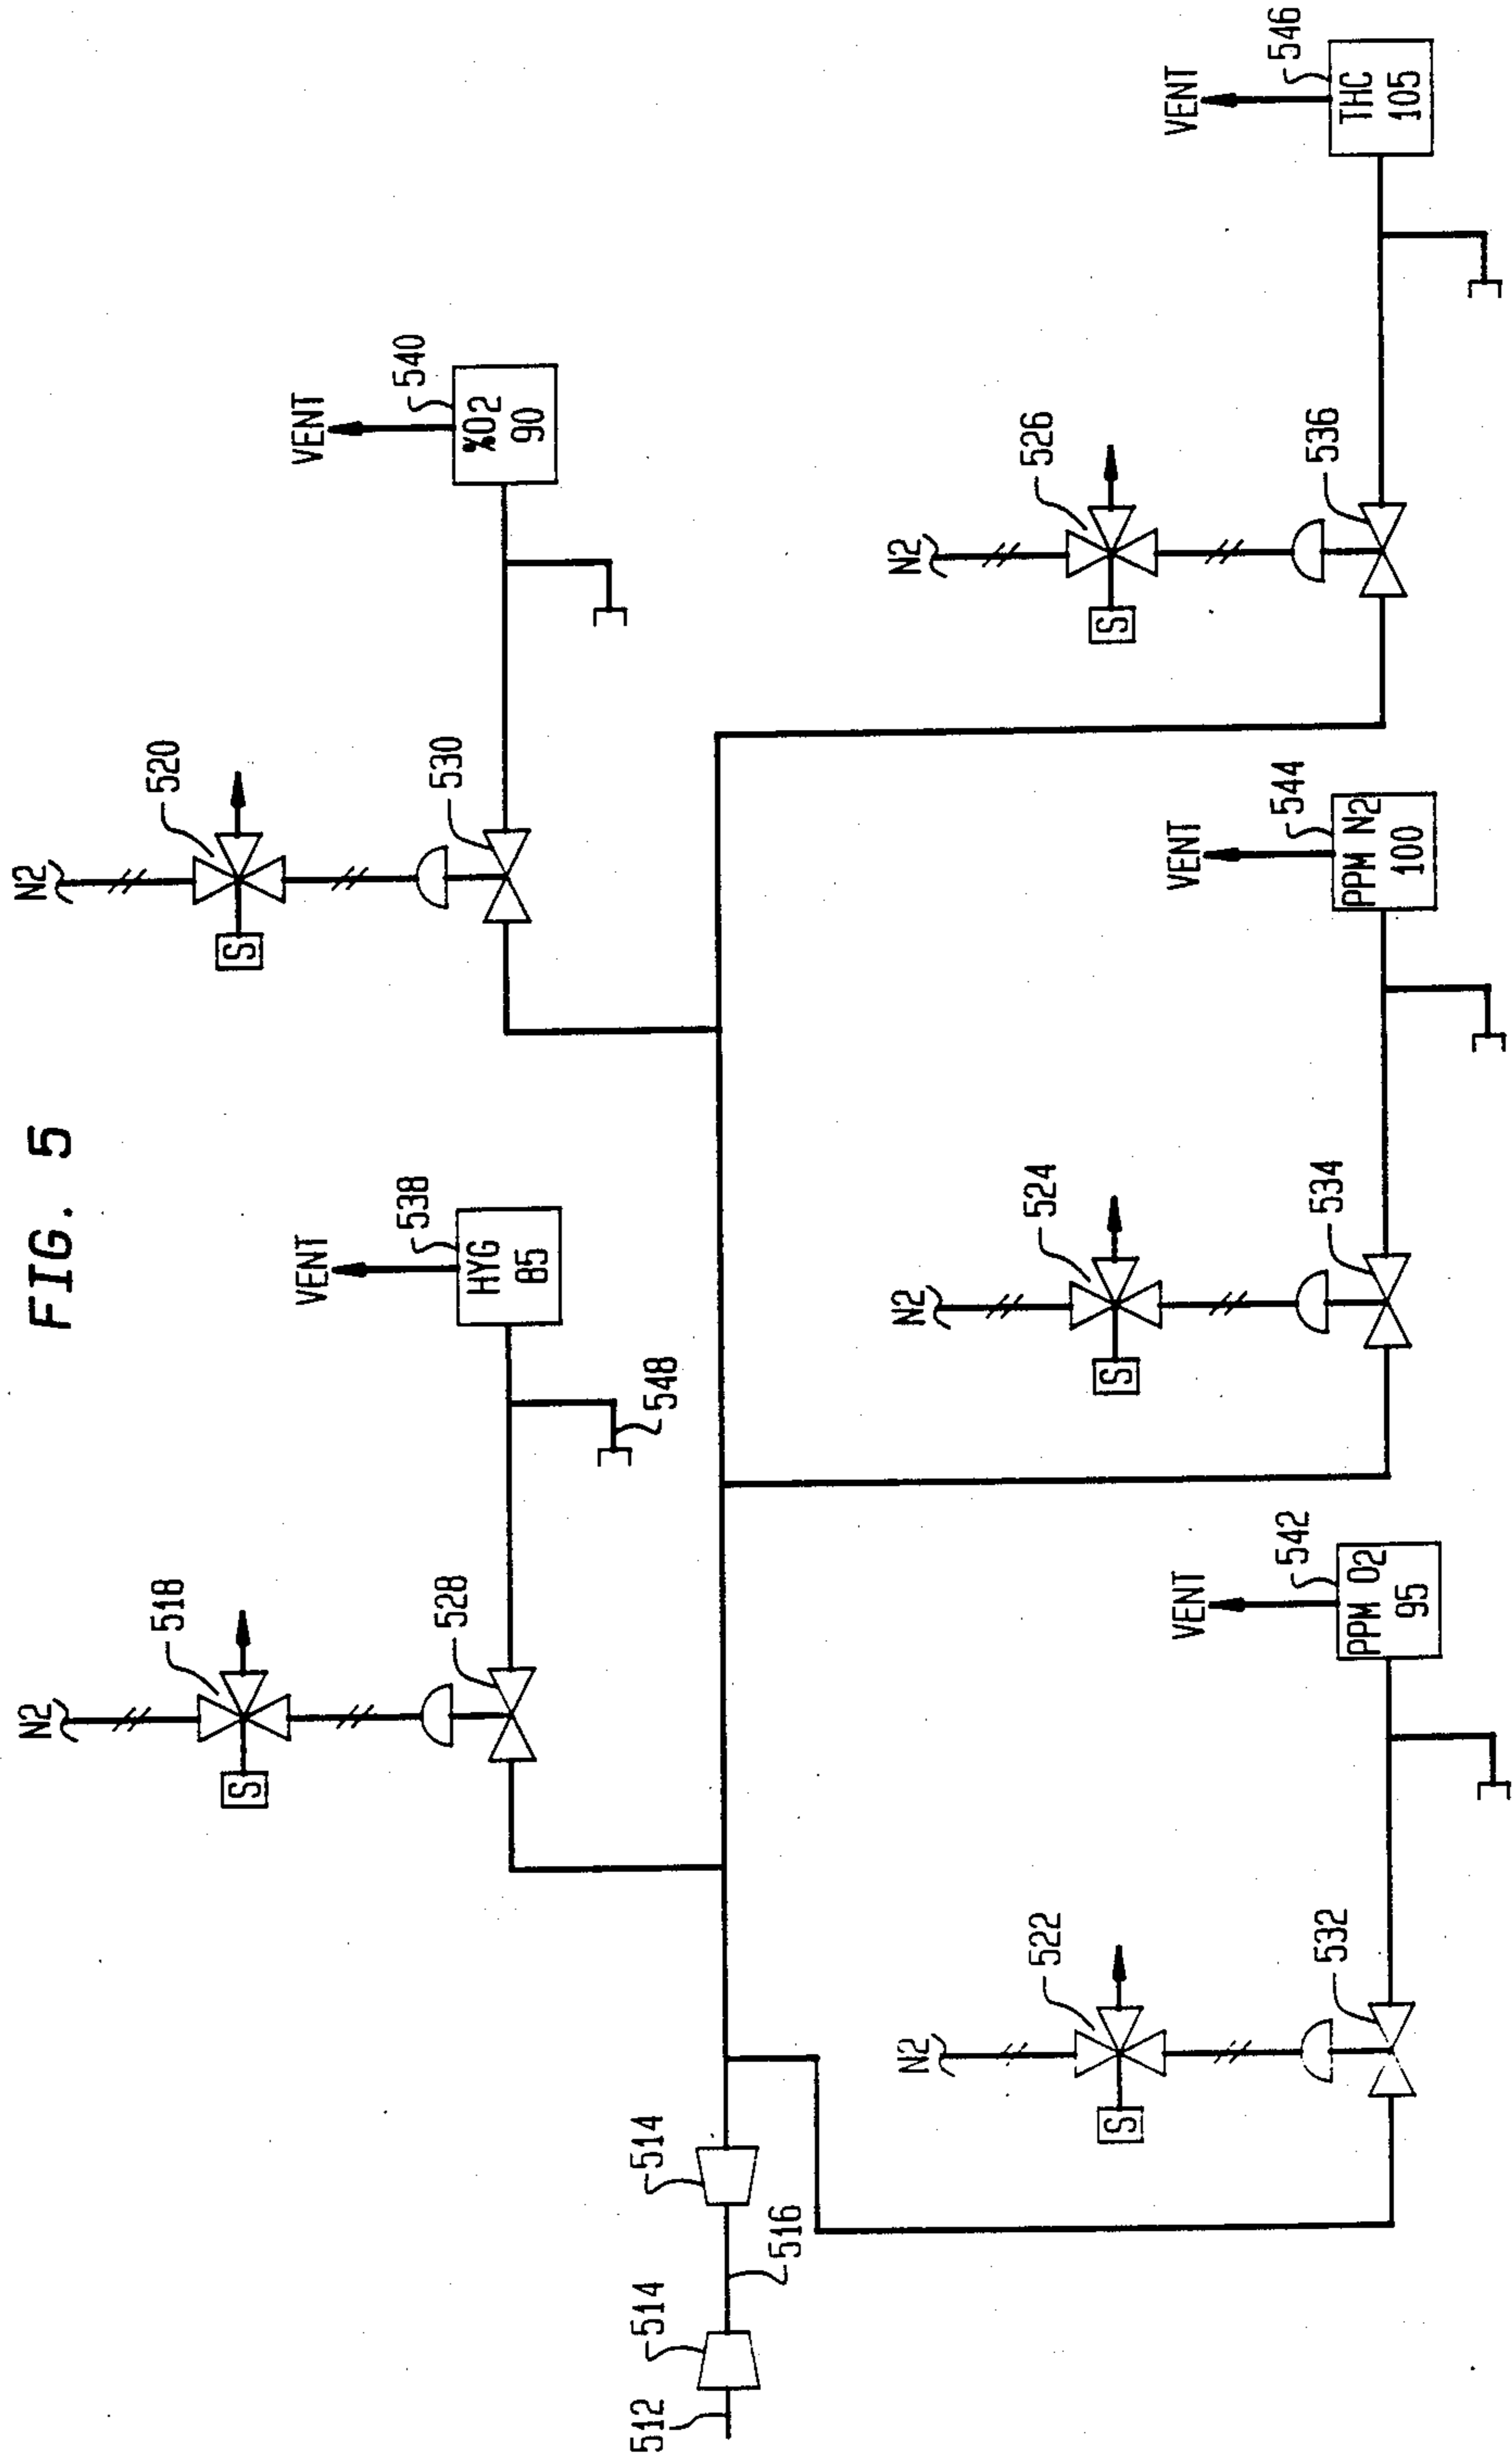 FIG. 5
N2
518
S
528
VENT
538
HYG
85
548
N2
520
S
530
VENT
540
%O2
90
512
514
516
514
N2
522
S
532
VENT
542
PPM O2
95
N2
524
S
534
VENT
544
PPM N2
100
N2
526
S
536
VENT
546
THC
105